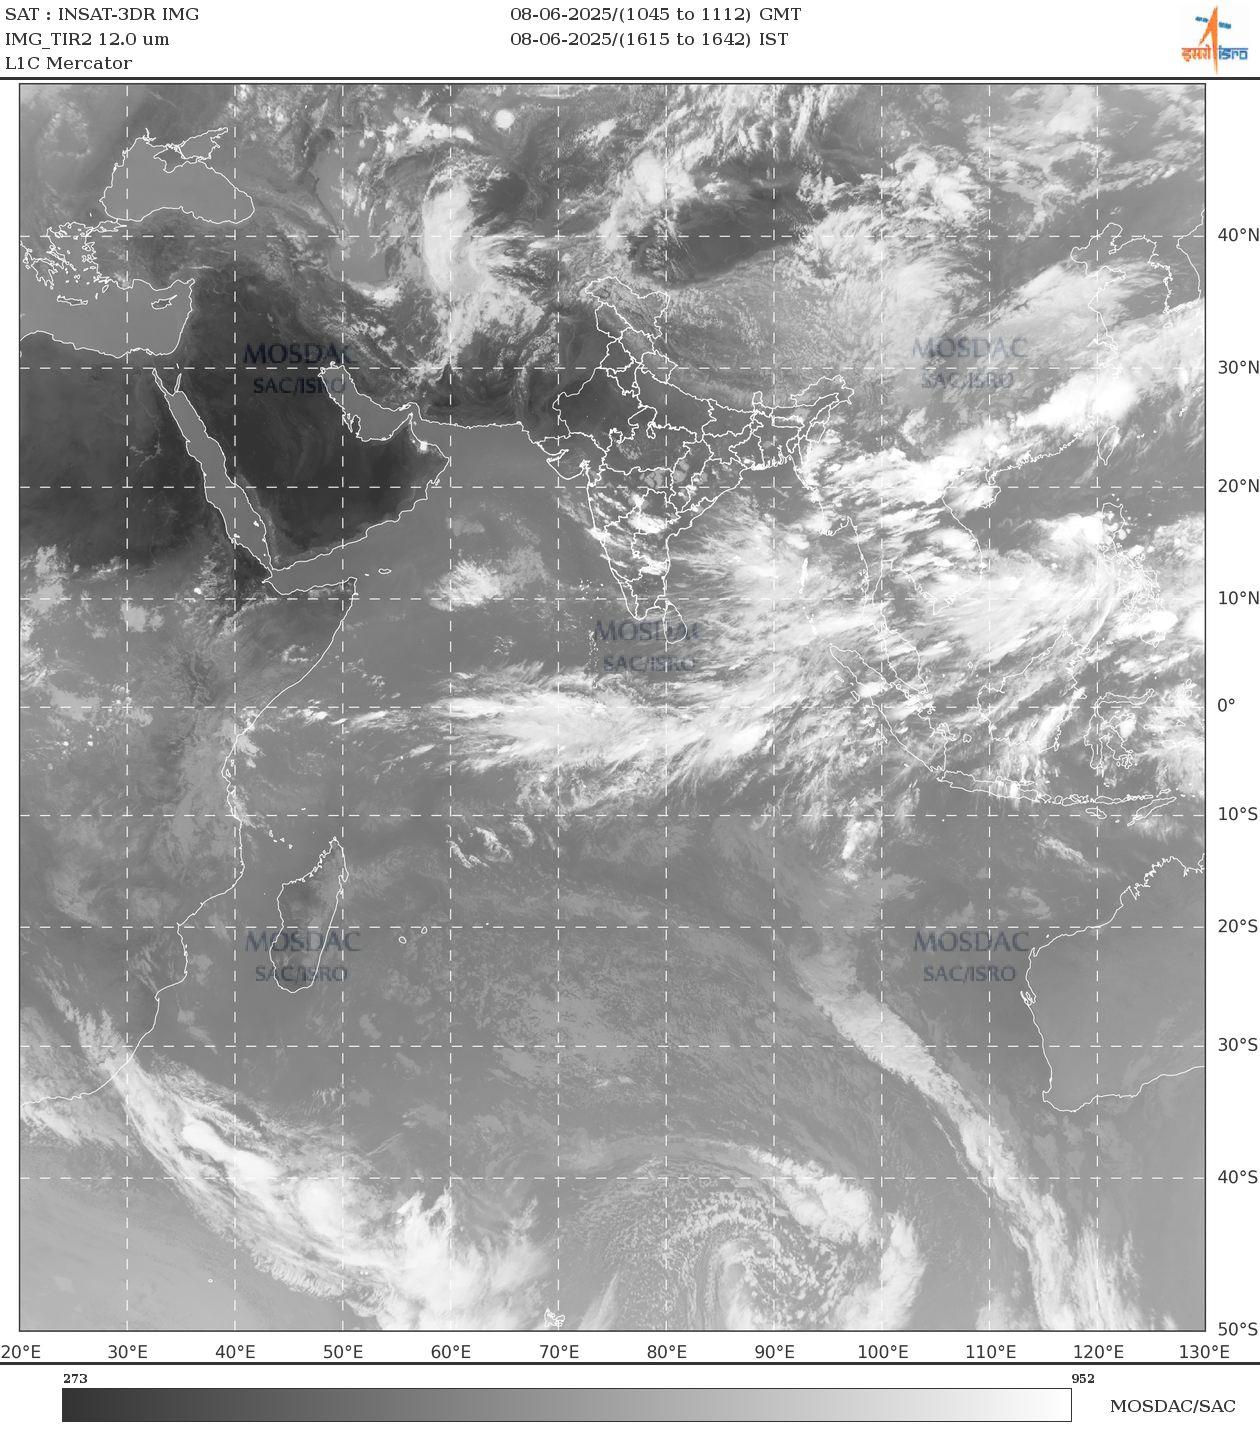 SAT : INSAT-3DR IMG
08-06-2025/(1045 to 1112) GMT
IMG_TIR2 12.0 um
08-06-2025/(1615 to 1642) IST
L1C Mercator
इसरो isro
40°N
MOSDAC
SAC/ISRO
MOSDAC
SAC/ISRO
30°N
20°N
10°N
MOSDAC
SAC/ISRO
0°
10°S
20°S
MOSDAC
SAC/ISRO
MOSDAC
SAC/ISRO
30°S
40°S
50°S
20°E 30°E 40°E 50°E 60°E 70°E 80°E 90°E 100°E 110°E 120°E 130°E
273
952
MOSDAC/SAC